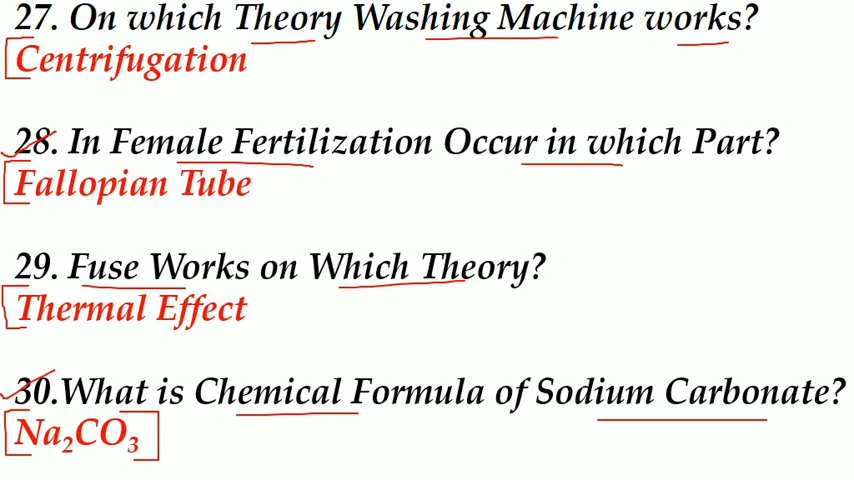 27. On which Theory Washing Machine works?
Centrifugation
28. In Female Fertilization Occur in which Part?
Fallopian Tube
29. Fuse Works on Which Theory?
Thermal Effect
30.What is Chemical Formula of Sodium Carbonate?
Na₂CO₃